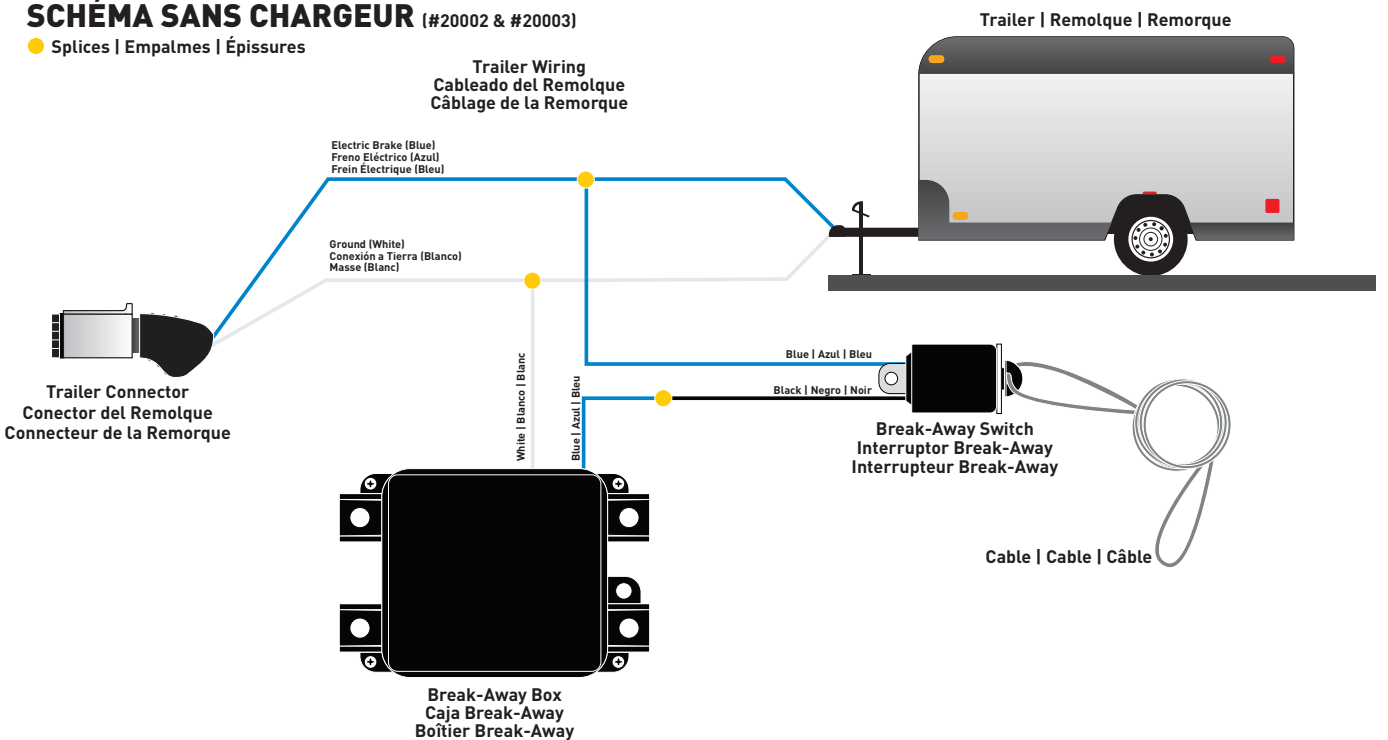 SCHÉMA SANS CHARGEUR (#20002 & #20003)
Splices | Empalmes | Épissures
Trailer | Remolque | Remorque
Trailer Wiring
Cableado del Remolque
Câblage de la Remorque
Electric Brake (Blue)
Freno Eléctrico (Azul)
Frein Électrique (Bleu)
Ground (White)
Conexión a Tierra (Blanco)
Masse (Blanc)
Trailer Connector
Conector del Remolque
Connecteur de la Remorque
White | Blanco | Blanc
Blue | Azul | Bleu
Blue | Azul | Bleu
Black | Negro | Noir
Break-Away Switch
Interruptor Break-Away
Interrupteur Break-Away
Cable | Cable | Câble
Break-Away Box
Caja Break-Away
Boîtier Break-Away